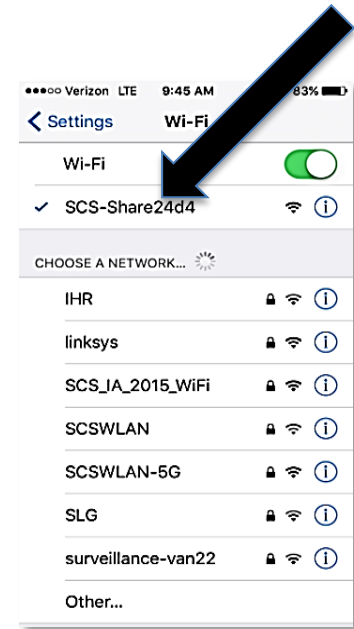 Verizon LTE 9:45 AM 83%
Settings Wi-Fi
Wi-Fi
SCS-Share24d4
CHOOSE A NETWORK...
IHR
linksys
SCS_IA_2015_WiFi
SCSWLAN
SCSWLAN-5G
SLG
surveillance-van22
Other...